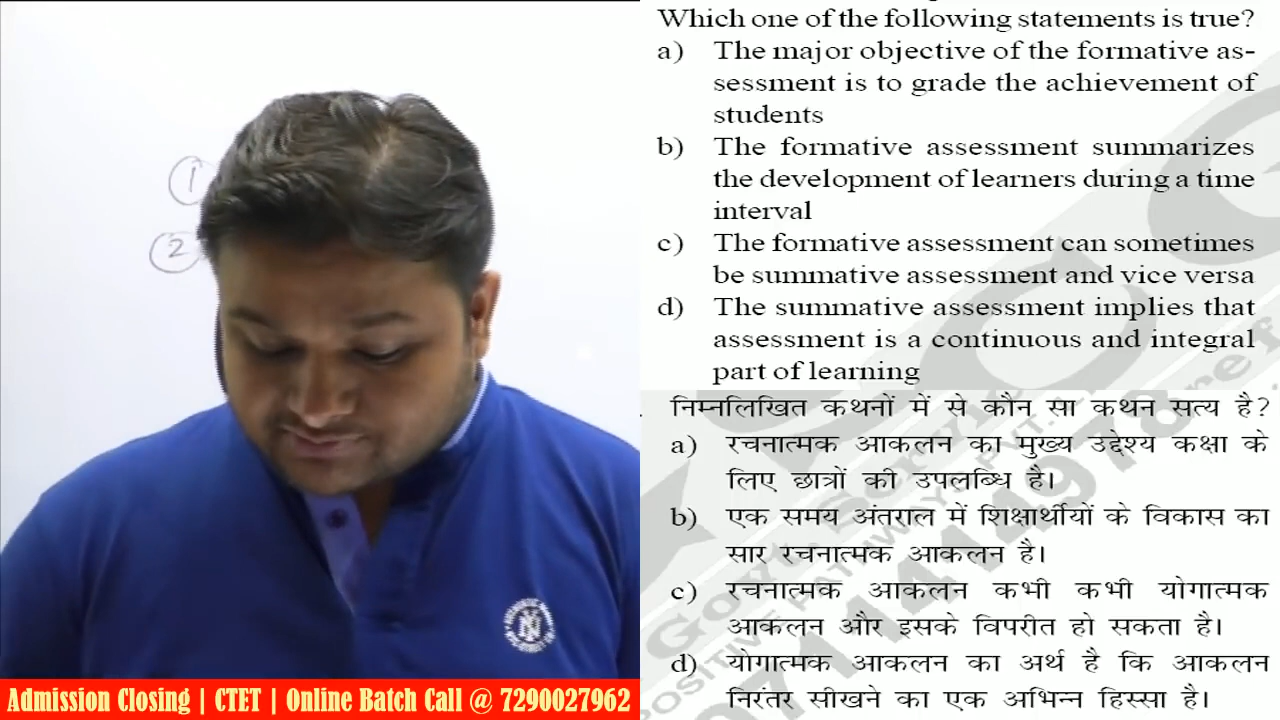 1
2
Which one of the following statements is true?
a) The major objective of the formative as-
sessment is to grade the achievement of
students
b) The formative assessment summarizes
the development of learners during a time
interval
c) The formative assessment can sometimes
be summative assessment and vice versa
d) The summative assessment implies that
assessment is a continuous and integral
part of learning
निम्नलिखित कथनों में से कौन सा कथन सत्य है?
a) रचनात्मक आकलन का मुख्य उद्देश्य कक्षा के
लिए छात्रों की उपलब्धि है।
b) एक समय अंतराल में शिक्षार्थीयों के विकास का
सार रचनात्मक आकलन है।
c) रचनात्मक आकलन कभी कभी योगात्मक
आकलन और इसके विपरीत हो सकता है।
d) योगात्मक आकलन का अर्थ है कि आकलन
निरंतर सीखने का एक अभिन्न हिस्सा है।
Admission Closing | CTET | Online Batch Call @ 7290027962